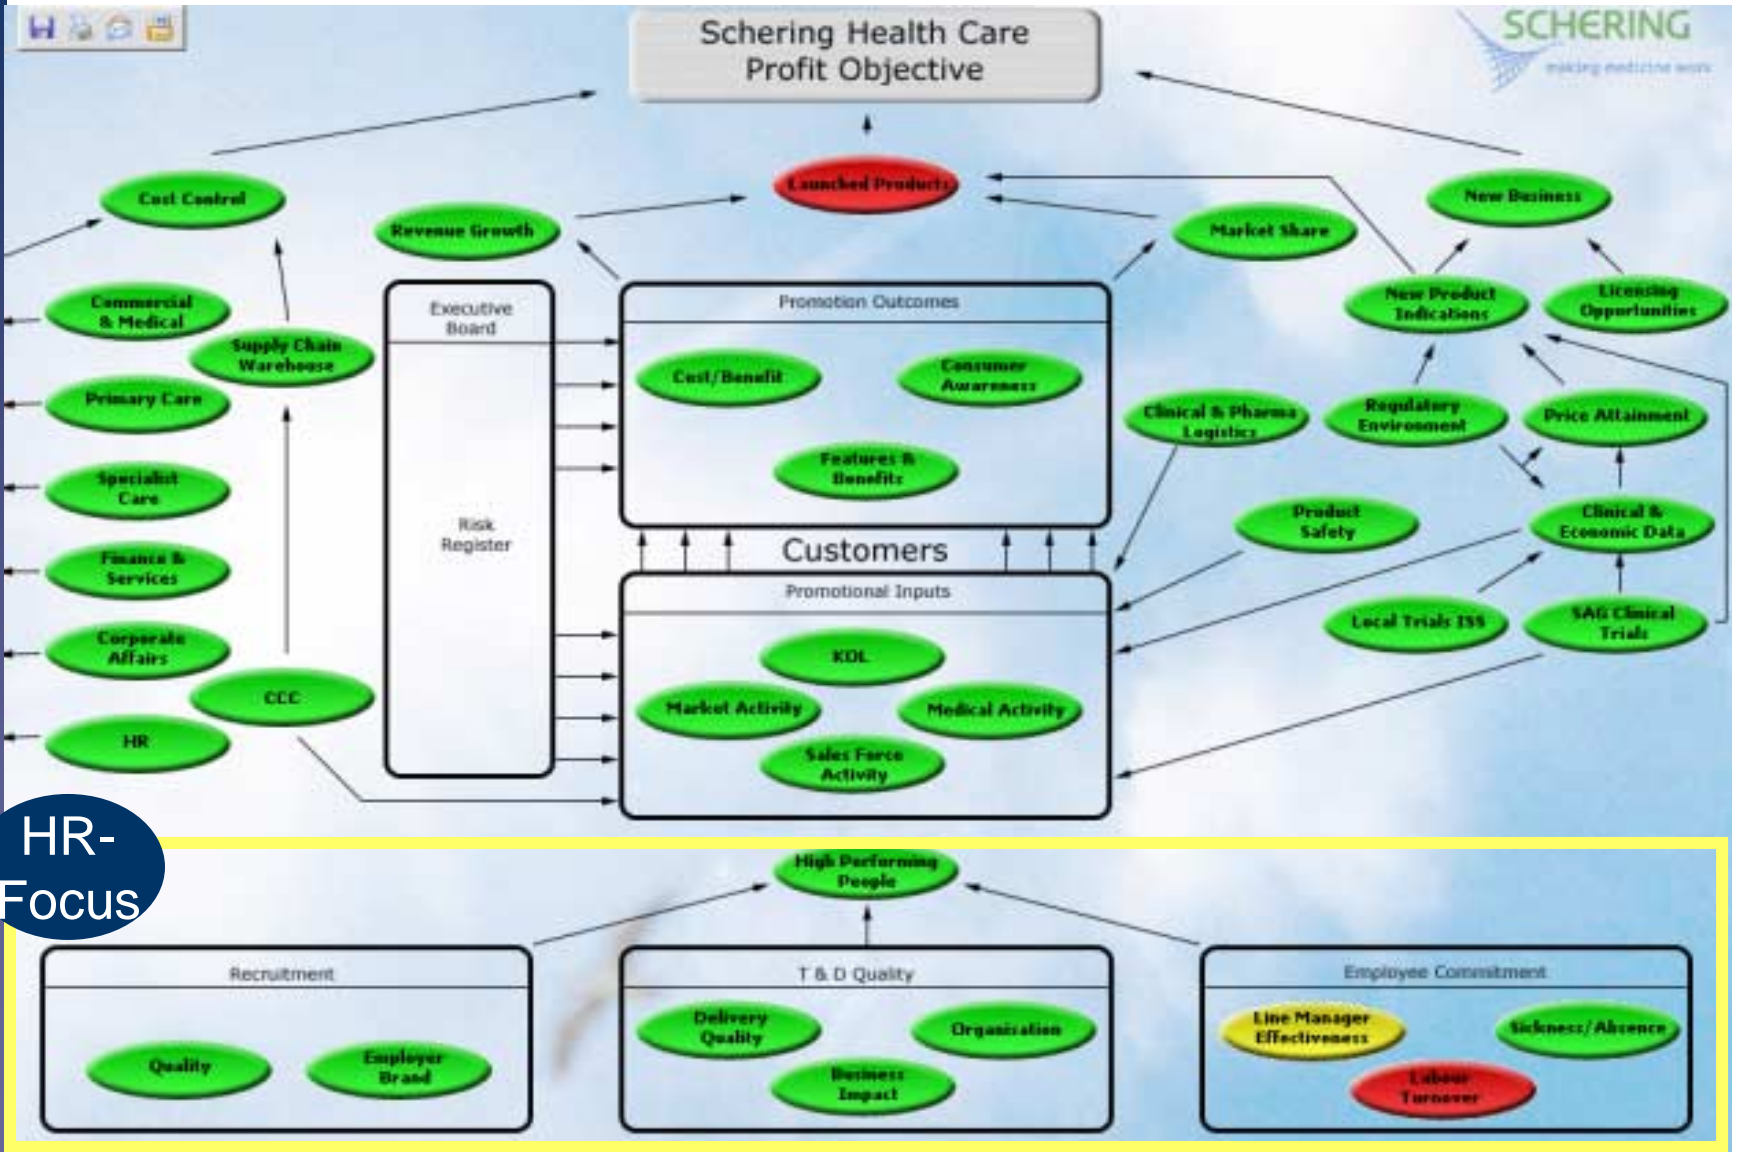 Schering Health Care
Profit Objective
SCHERING
making medicine work
Cost Control
Launched Products
New Business
Revenue Growth
Market Share
Commercial
& Medical
Supply Chain
Warehouse
Primary Care
Specialist
Care
Finance &
Services
Corporate
Affairs
CCC
HR
Executive
Board
Risk
Register
Promotion Outcomes
Cost/Benefit
Consumer
Awareness
Features &
Benefits
Customers
Promotional Inputs
KOL
Market Activity
Medical Activity
Sales Force
Activity
New Product
Indications
Licensing
Opportunities
Clinical & Pharma
Logistics
Regulatory
Environment
Price Attainment
Product
Safety
Clinical &
Economic Data
Local Trials ISS
SAG Clinical
Trials
HR-
Focus
High Performing
People
Recruitment
Quality
Employer
Brand
T & D Quality
Delivery
Quality
Organisation
Business
Impact
Employee Commitment
Line Manager
Effectiveness
Sickness/Absence
Labour
Turnover